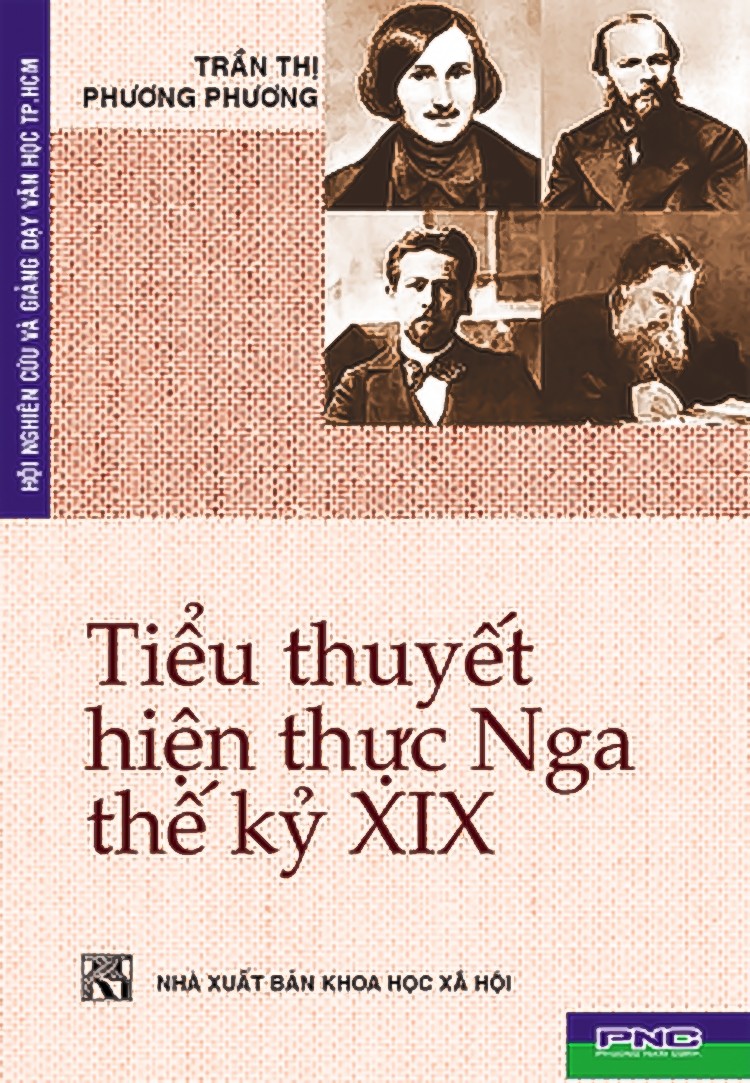 TRẦN THỊ
PHƯƠNG PHƯƠNG
HỘI NGHIÊN CỨU VÀ GIẢNG DẠY VĂN HỌC TP.HCM
Tiểu thuyết
hiện thực Nga
thế kỷ XIX
NHÀ XUẤT BẢN KHOA HỌC XÃ HỘI
PNC